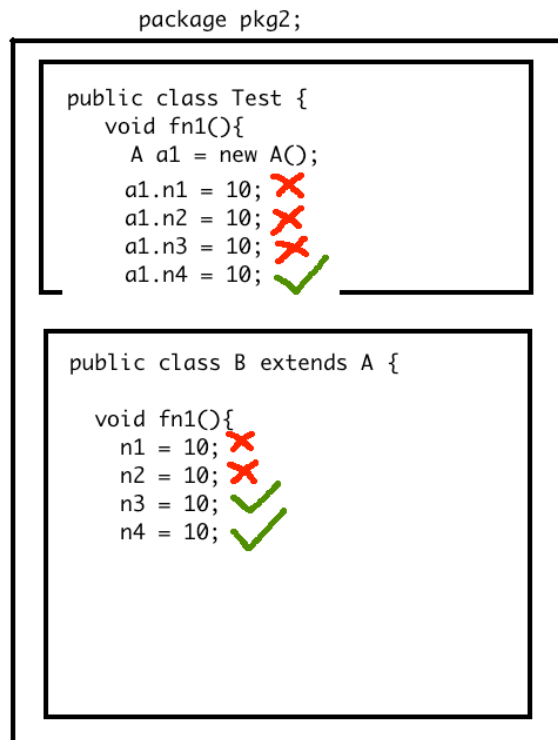 package pkg2;
public class Test {
void fn1(){
A a1 = new A();
a1.n1 = 10;
a1.n2 = 10;
a1.n3 = 10;
a1.n4 = 10;
public class B extends A {
void fn1(){
n1 = 10;
n2 = 10;
n3 = 10;
n4 = 10;